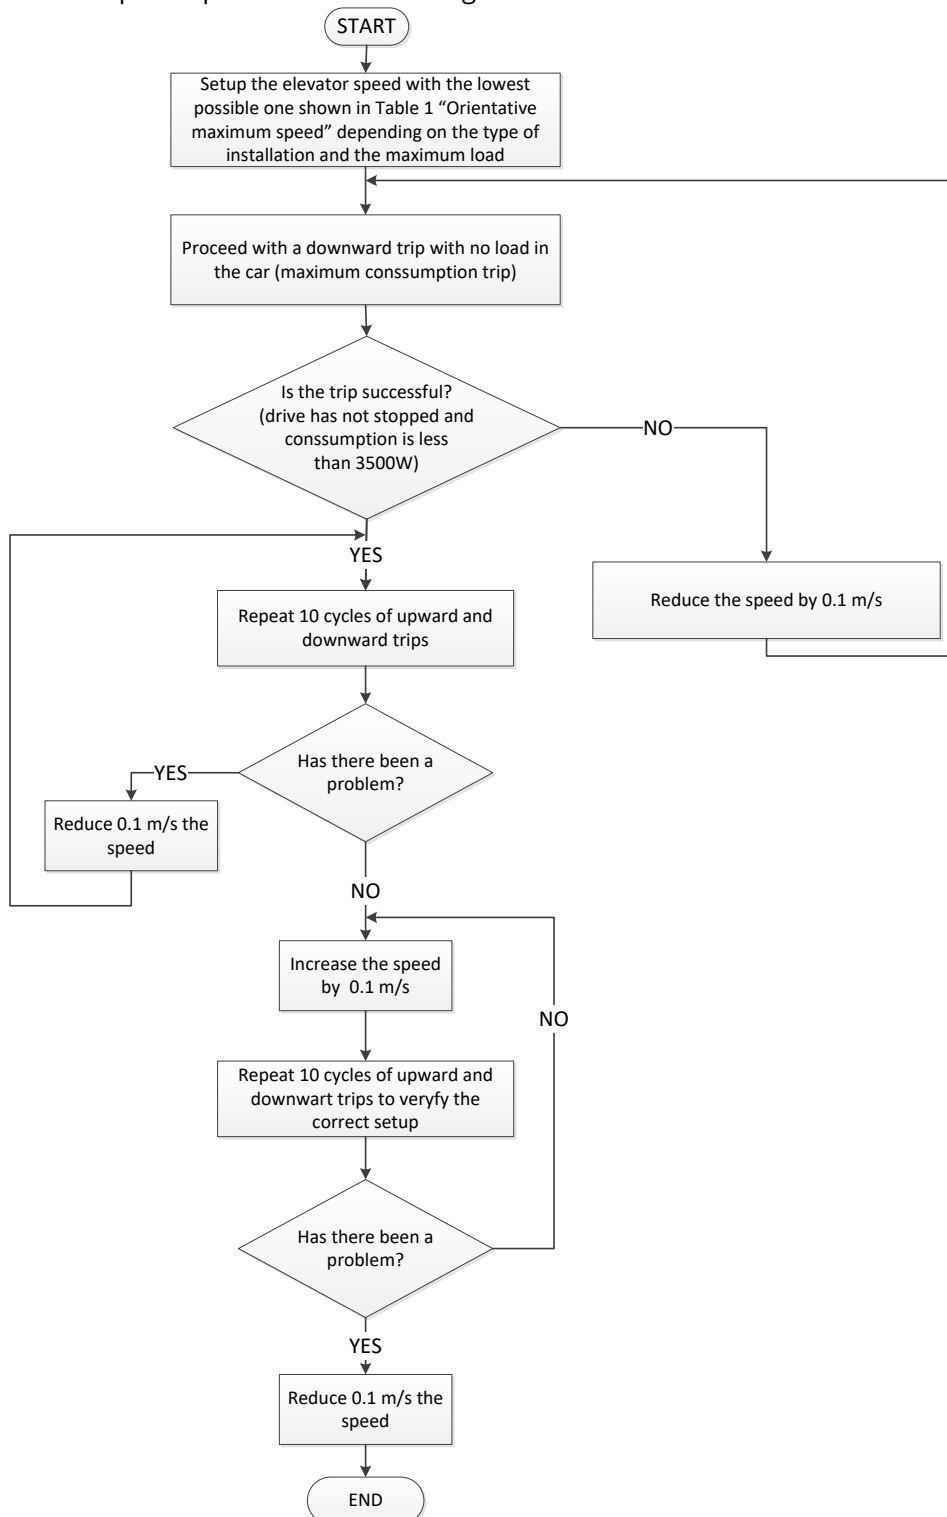 START
Setup the elevator speed with the lowest
possible one shown in Table 1 “Orientative
maximum speed” depending on the type of
installation and the maximum load
Proceed with a downward trip with no load in
the car (maximum conssumption trip)
Is the trip successful?
(drive has not stopped and
conssumption is less
than 3500W)
NO
YES
Reduce the speed by 0.1 m/s
Repeat 10 cycles of upward and
downward trips
Has there been a
problem?
YES
Reduce 0.1 m/s the
speed
NO
Increase the speed
by 0.1 m/s
NO
Repeat 10 cycles of upward and
downwart trips to veryfy the
correct setup
Has there been a
problem?
YES
Reduce 0.1 m/s the
speed
END